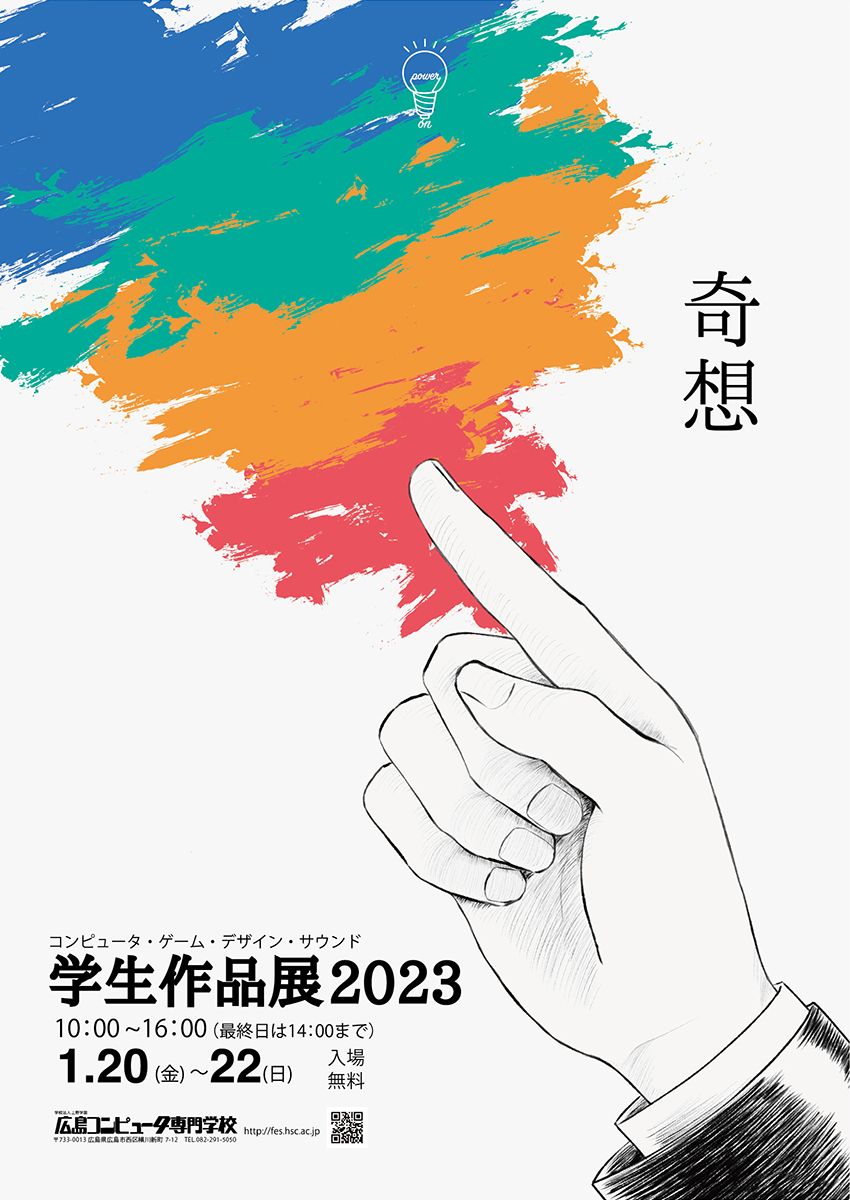 power
on
奇想
コンピュータ・ゲーム・デザイン・サウンド
学生作品展2023
10:00～16:00（最終日は14:00まで）
1.20(金)～22(日) 入場無料
学校法人上野学園
広島コンピュータ専門学校 http://fes.hsc.ac.jp
〒733-0013 広島県広島市西区横川新町 7-12 TEL.082-291-5050